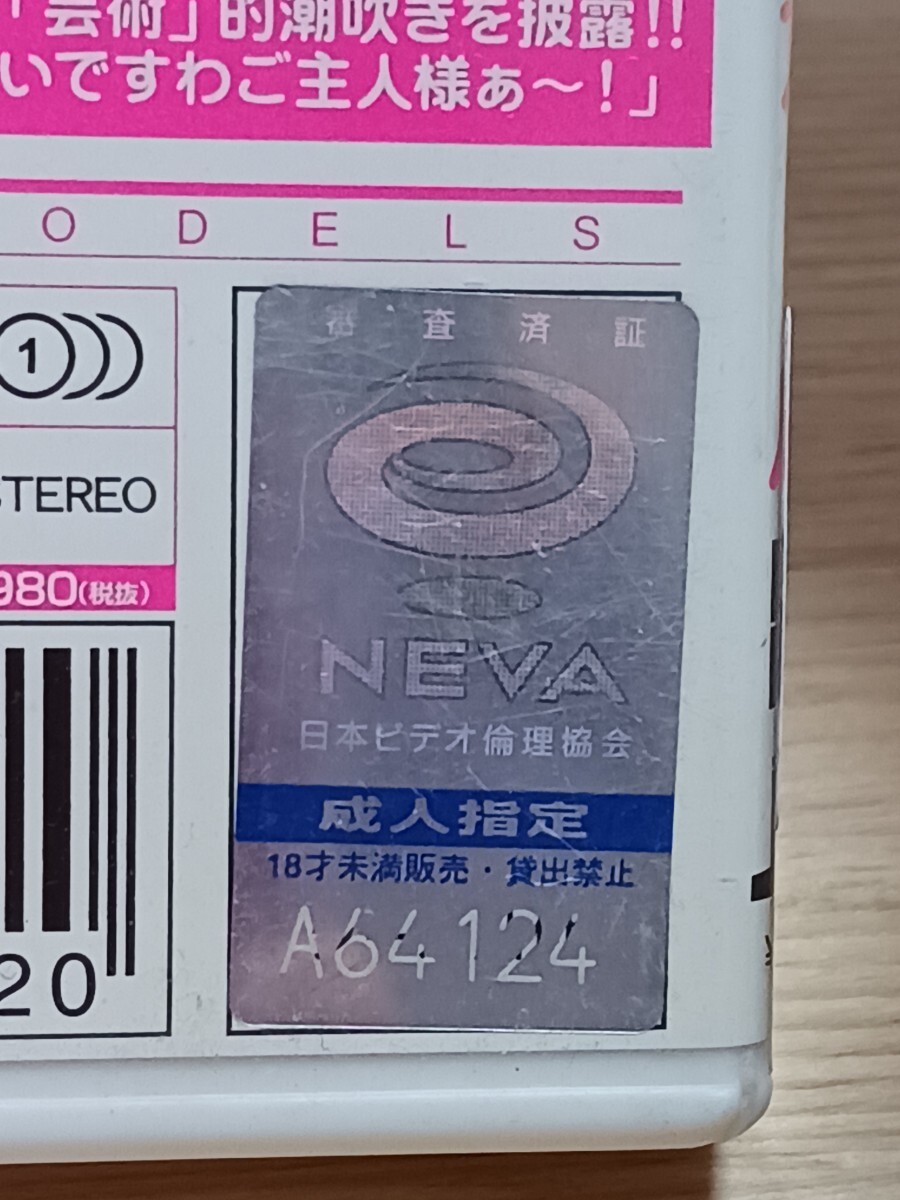 「芸術」的潮吹きを披露!!
いですわご主人様ぁ～！」
ODELS
1
STEREO
980(税抜)
20
審査済証
NEVA
日本ビデオ倫理協会
成人指定
18才未満販売・貸出禁止
A64124